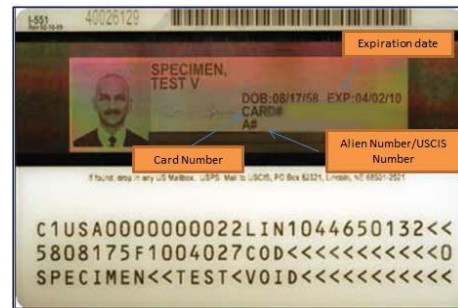 I-551
40026129
Expiration date
SPECIMEN,
TEST V
DOB:08/17/58 EXP:04/02/10
CARD#
A#
Card Number
Alien Number/USCIS
Number
If found, drop in any US Mailbox. USPS: Mail to USCIS, PO Box 82521, Lincoln, NE 68501-2521
C1USA0000000022LIN1044650132<<
5808175F1004027COD<<<<<<<<<<<0
SPECIMEN<<TEST<VOID<<<<<<<<<<<